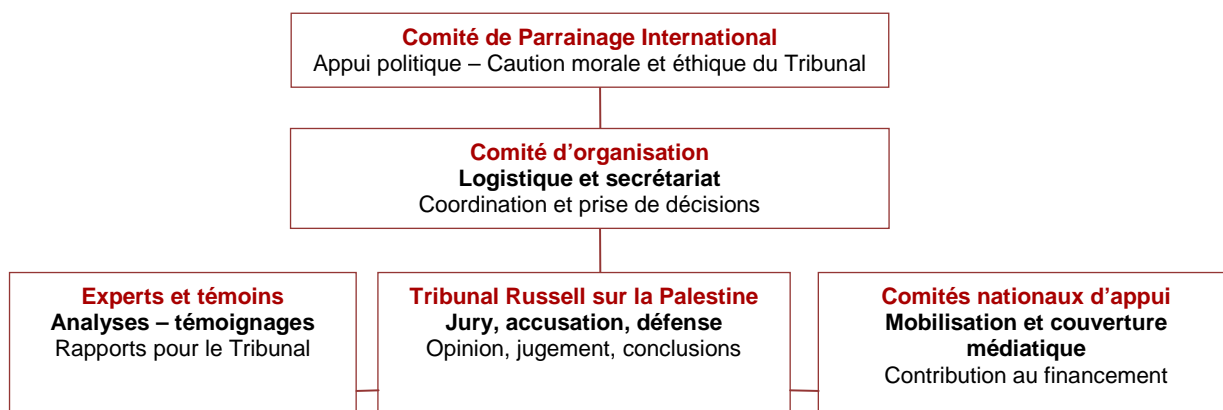 Comité de Parrainage International
Appui politique – Caution morale et éthique du Tribunal
Comité d’organisation
Logistique et secrétariat
Coordination et prise de décisions
Experts et témoins
Analyses – témoignages
Rapports pour le Tribunal
Tribunal Russell sur la Palestine
Jury, accusation, défense
Opinion, jugement, conclusions
Comités nationaux d’appui
Mobilisation et couverture
médiatique
Contribution au financement